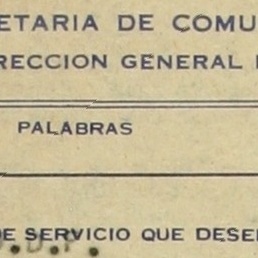 ETARIA DE COMU
RECCION GENERAL
PALABRAS
E SERVICIO QUE DESE